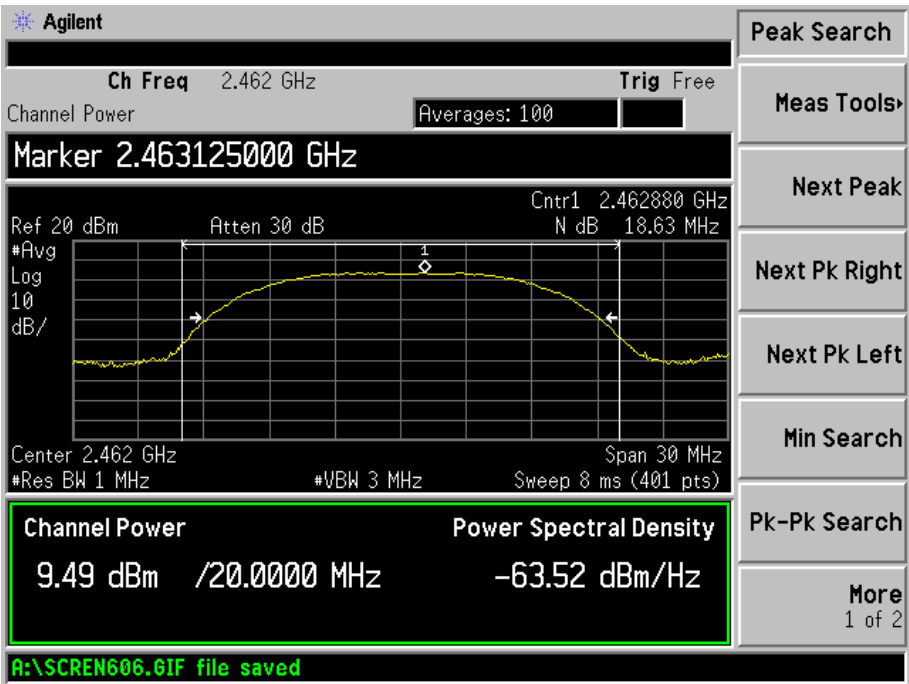 Agilent
Peak Search
Ch Freq 2.462 GHz Trig Free
Channel Power Averages: 100
Meas Tools
Marker 2.463125000 GHz
Next Peak
Cntr1 2.462880 GHz
Ref 20 dBm Atten 30 dB N dB 18.63 MHz
#Avg
Log
10
dB/
1
Next Pk Right
Next Pk Left
Min Search
Center 2.462 GHz Span 30 MHz
#Res BW 1 MHz #VBW 3 MHz Sweep 8 ms (401 pts)
Channel Power Power Spectral Density
Pk-Pk Search
9.49 dBm /20.0000 MHz -63.52 dBm/Hz
More
1 of 2
A:\SCREN606.GIF file saved